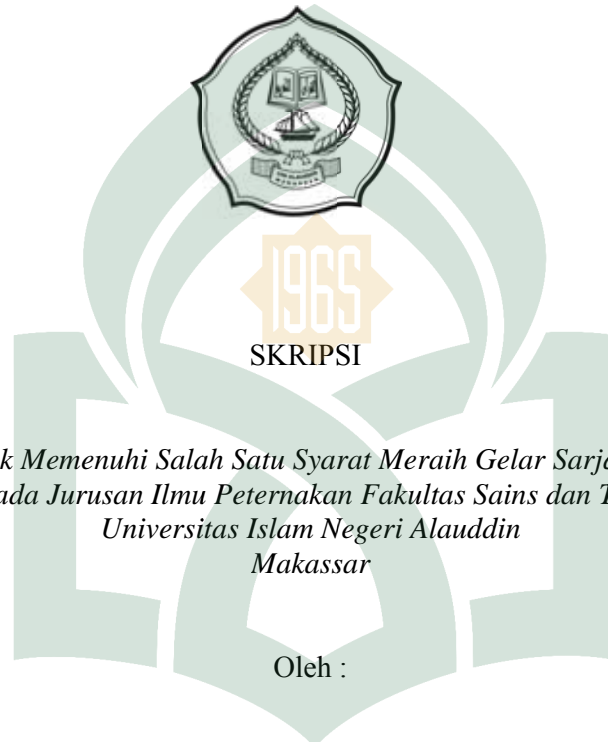 1965
SKRIPSI
k Memenuhi Salah Satu Syarat Meraih Gelar Sarja
ada Jurusan Ilmu Peternakan Fakultas Sains dan T
Universitas Islam Negeri Alauddin
Makassar
Oleh :